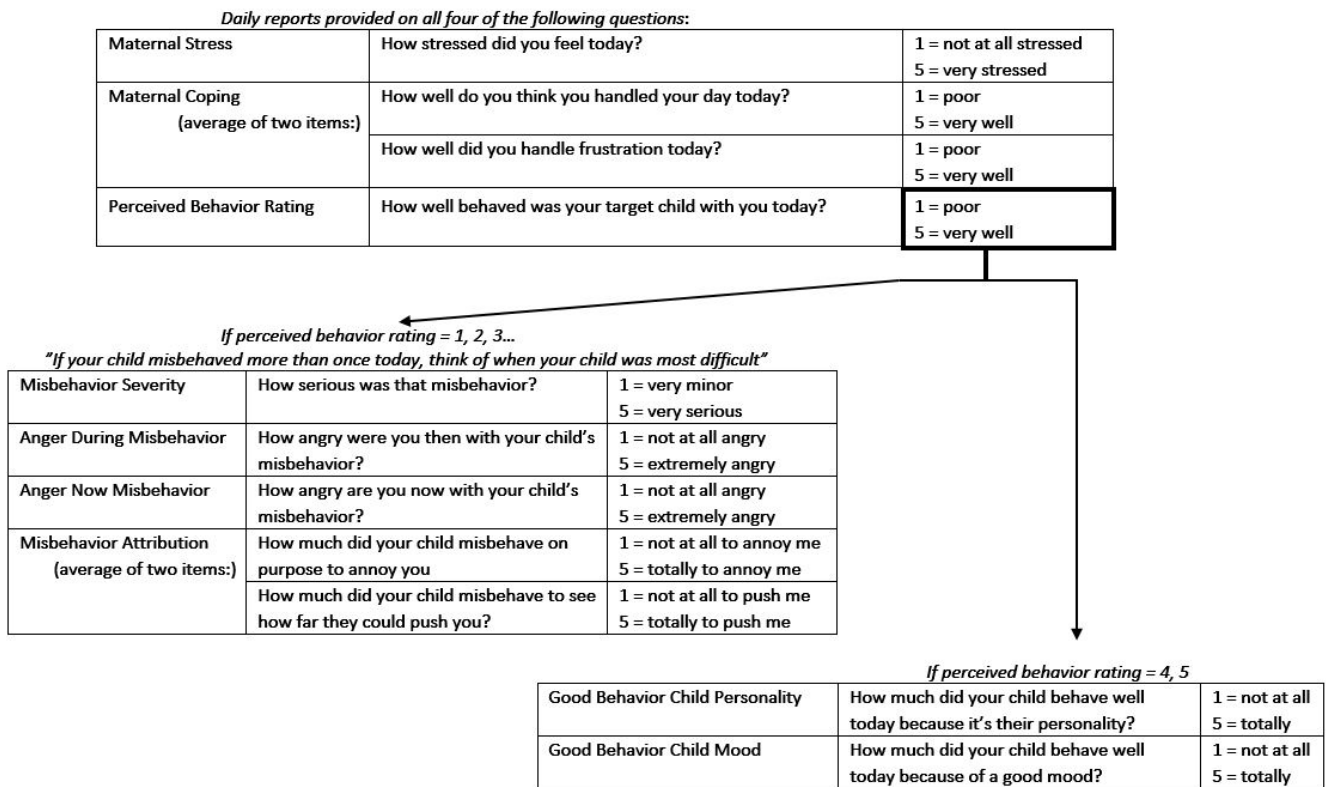 Daily reports provided on all four of the following questions:
Maternal Stress
How stressed did you feel today?
1 = not at all stressed
5 = very stressed
Maternal Coping
(average of two items:)
How well do you think you handled your day today?
1 = poor
5 = very well
How well did you handle frustration today?
1 = poor
5 = very well
Perceived Behavior Rating
How well behaved was your target child with you today?
1 = poor
5 = very well
If perceived behavior rating = 1, 2, 3...
"If your child misbehaved more than once today, think of when your child was most difficult"
Misbehavior Severity
How serious was that misbehavior?
1 = very minor
5 = very serious
Anger During Misbehavior
How angry were you then with your child's
misbehavior?
1 = not at all angry
5 = extremely angry
Anger Now Misbehavior
How angry are you now with your child's
misbehavior?
1 = not at all angry
5 = extremely angry
Misbehavior Attribution
(average of two items:)
How much did your child misbehave on
purpose to annoy you
1 = not at all to annoy me
5 = totally to annoy me
How much did your child misbehave to see
how far they could push you?
1 = not at all to push me
5 = totally to push me
If perceived behavior rating = 4, 5
Good Behavior Child Personality
How much did your child behave well
today because it's their personality?
1 = not at all
5 = totally
Good Behavior Child Mood
How much did your child behave well
today because of a good mood?
1 = not at all
5 = totally